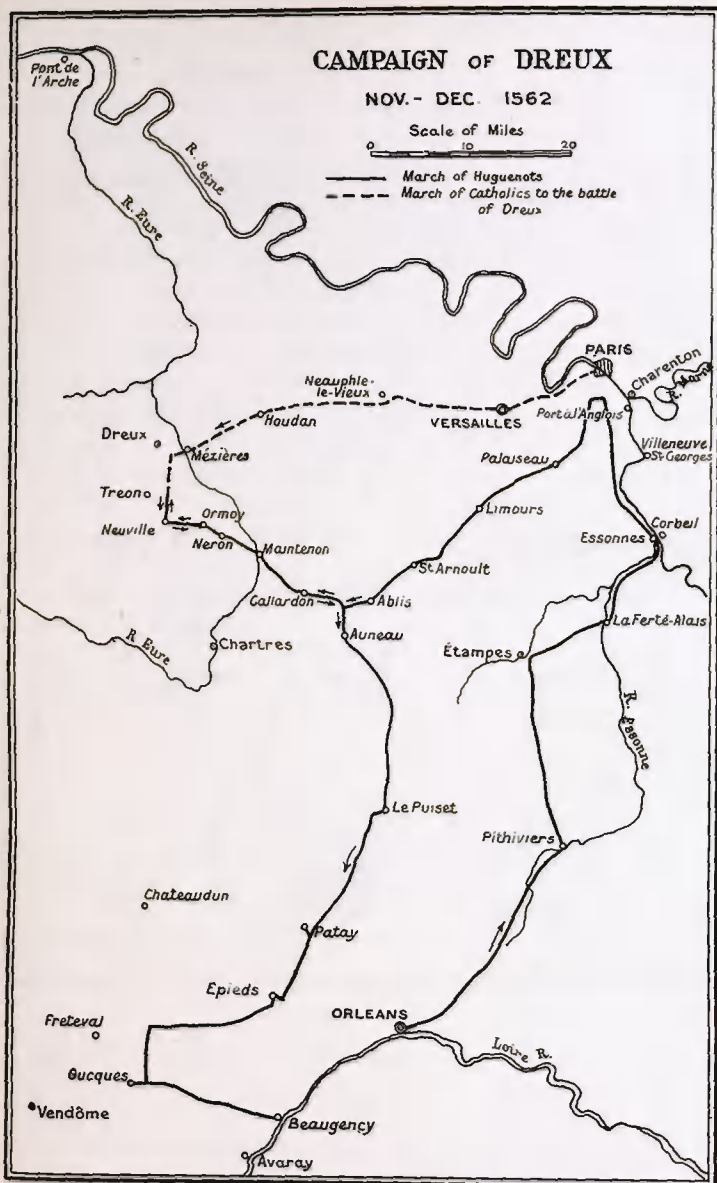 CAMPAIGN OF DREUX
NOV. - DEC. 1562
Scale of Miles
0 10 20
March of Huguenots
March of Catholics to the battle
of Dreux
Pont de
l'Arche
R. Seine
R. Eure
PARIS
Charenton
R. Marne
Neauphle-
le-Vieux
Houdan
VERSAILLES
Port à l'Anglois
Dreux
Mézières
Villeneuve
St Georges
Palaiseau
Treon
Limours
Ormoy
Neuville
Neron
Maintenon
Essonnes
Corbeil
St Arnoult
Gallardon
Ablis
La Ferté-Alais
R. Eure
Chartres
Auneau
Étampes
R. Essonne
Le Puiset
Pithiviers
Chateaudun
Patay
Epieds
ORLEANS
Freteval
Loire R.
Oucques
Vendôme
Beaugency
Avaray